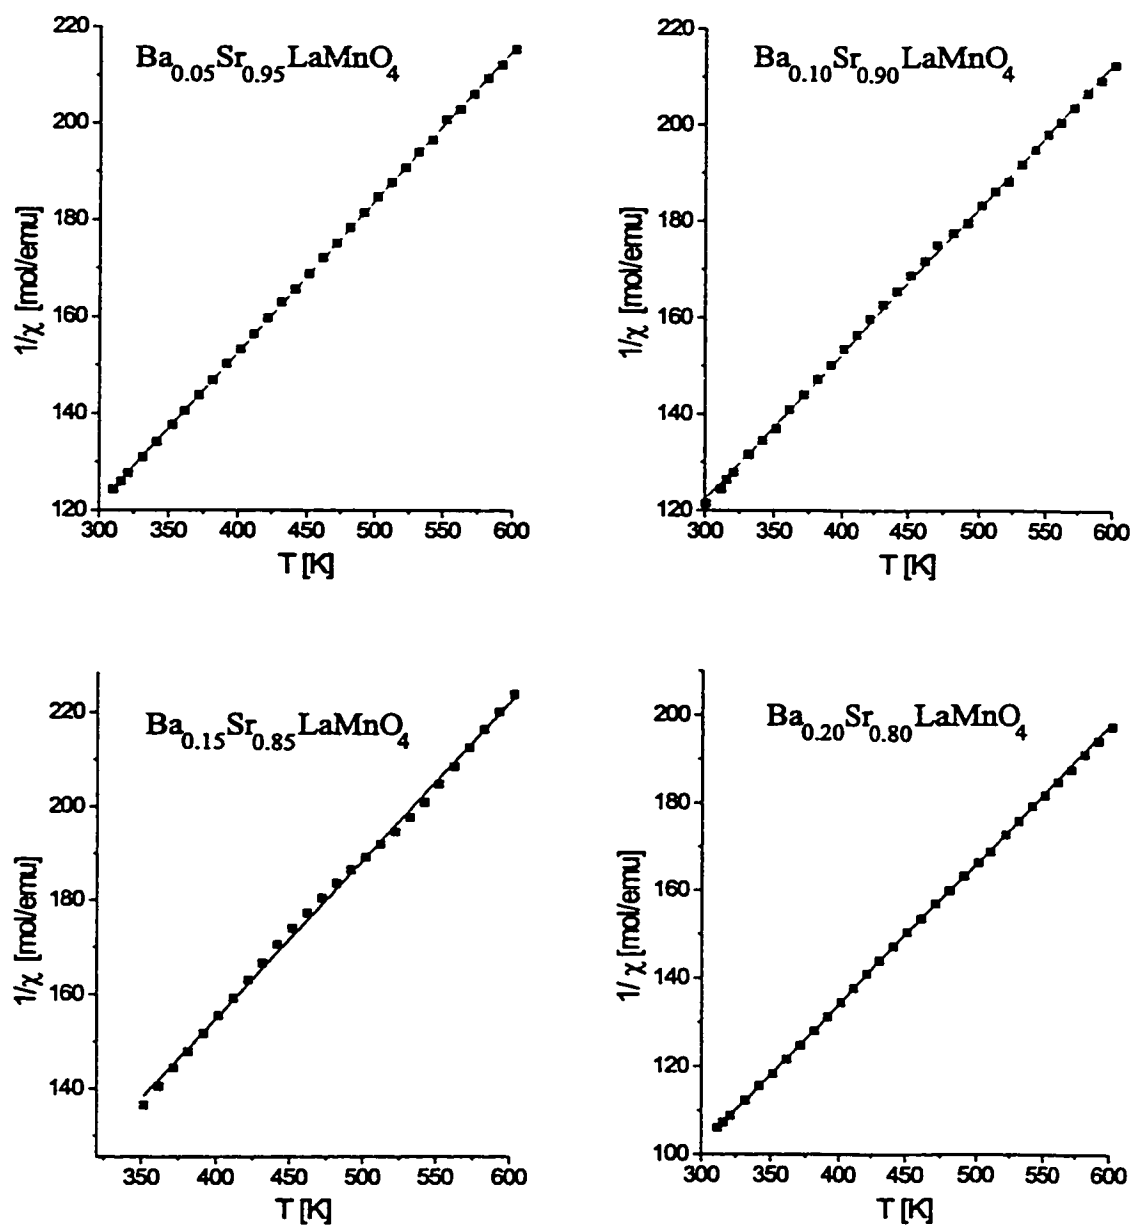 Ba0.05Sr0.95LaMnO4
220
200
180
160
140
120
1/χ [mol/emu]
300 350 400 450 500 550 600
T [K]
Ba0.10Sr0.90LaMnO4
220
200
180
160
140
120
1/χ [mol/emu]
300 350 400 450 500 550 600
T [K]
Ba0.15Sr0.85LaMnO4
220
200
180
160
140
1/χ [mol/emu]
350 400 450 500 550 600
T [K]
Ba0.20Sr0.80LaMnO4
200
180
160
140
120
100
1/χ [mol/emu]
300 350 400 450 500 550 600
T [K]